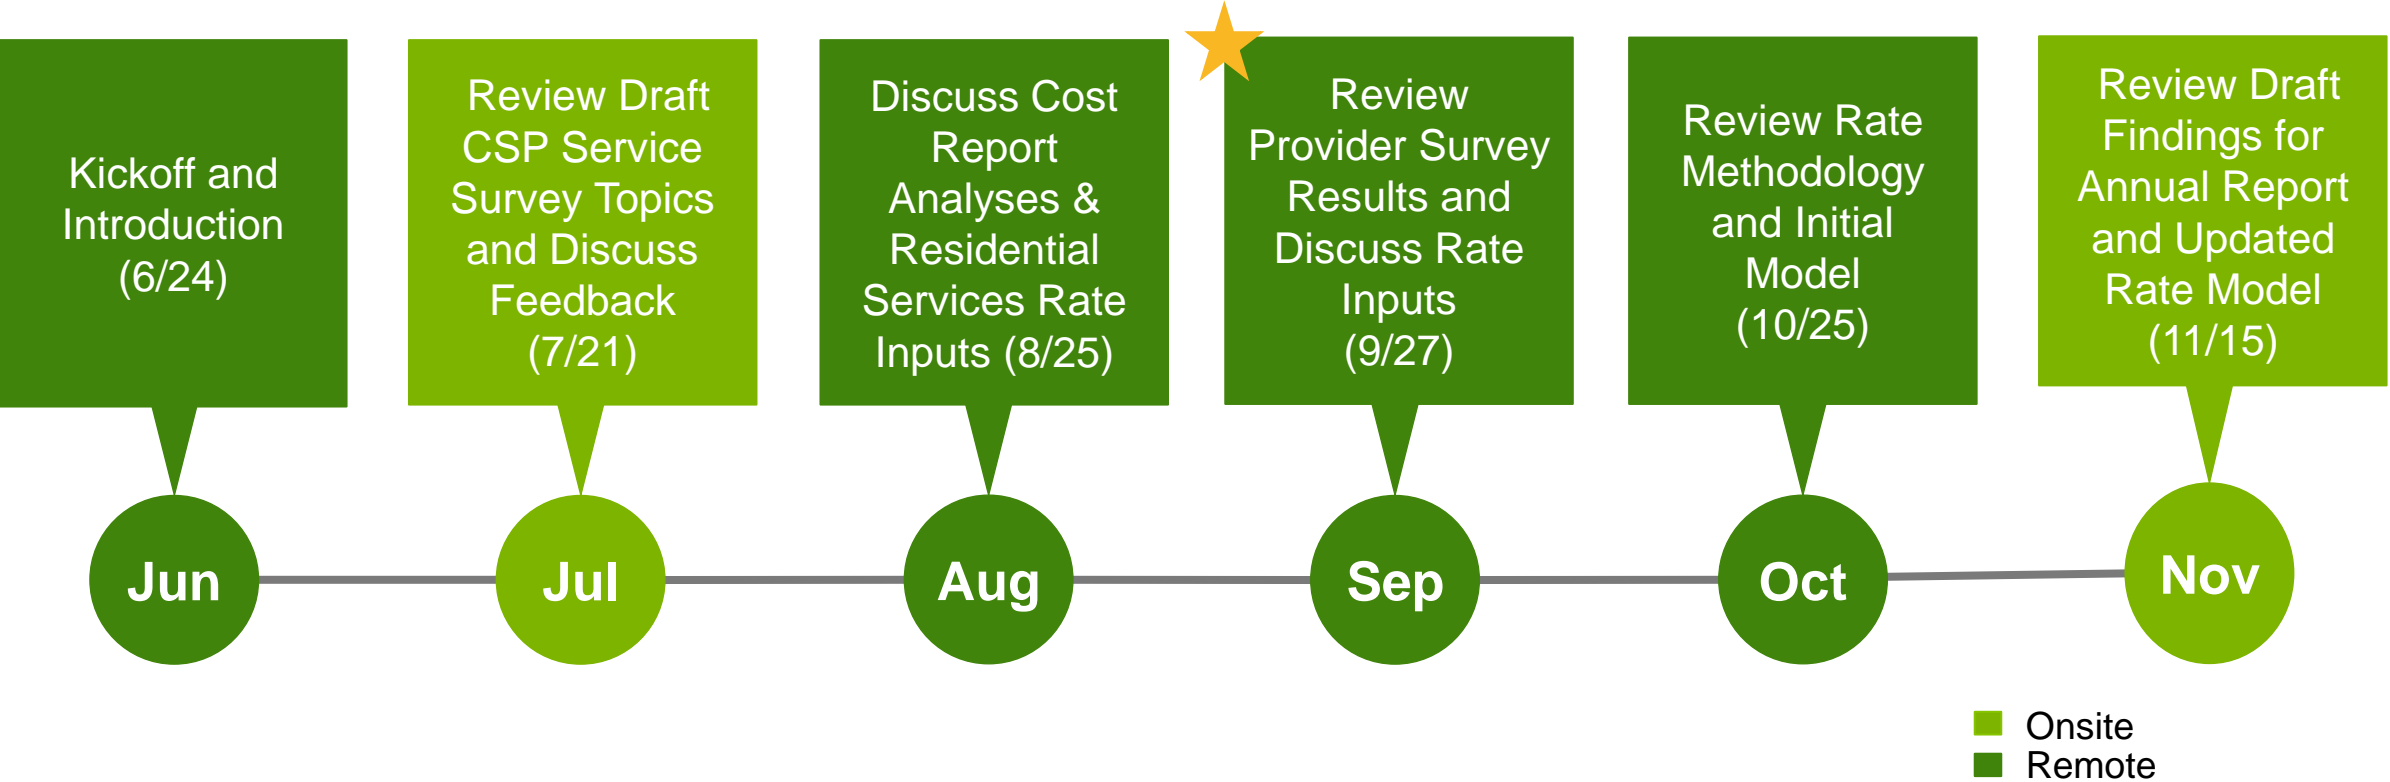 Kickoff and
Introduction
(6/24)
Review Draft
CSP Service
Survey Topics
and Discuss
Feedback
(7/21)
Discuss Cost
Report
Analyses &
Residential
Services Rate
Inputs (8/25)
Review
Provider Survey
Results and
Discuss Rate
Inputs
(9/27)
Review Rate
Methodology
and Initial
Model
(10/25)
Review Draft
Findings for
Annual Report
and Updated
Rate Model
(11/15)
Jun
Jul
Aug
Sep
Oct
Nov
Onsite
Remote